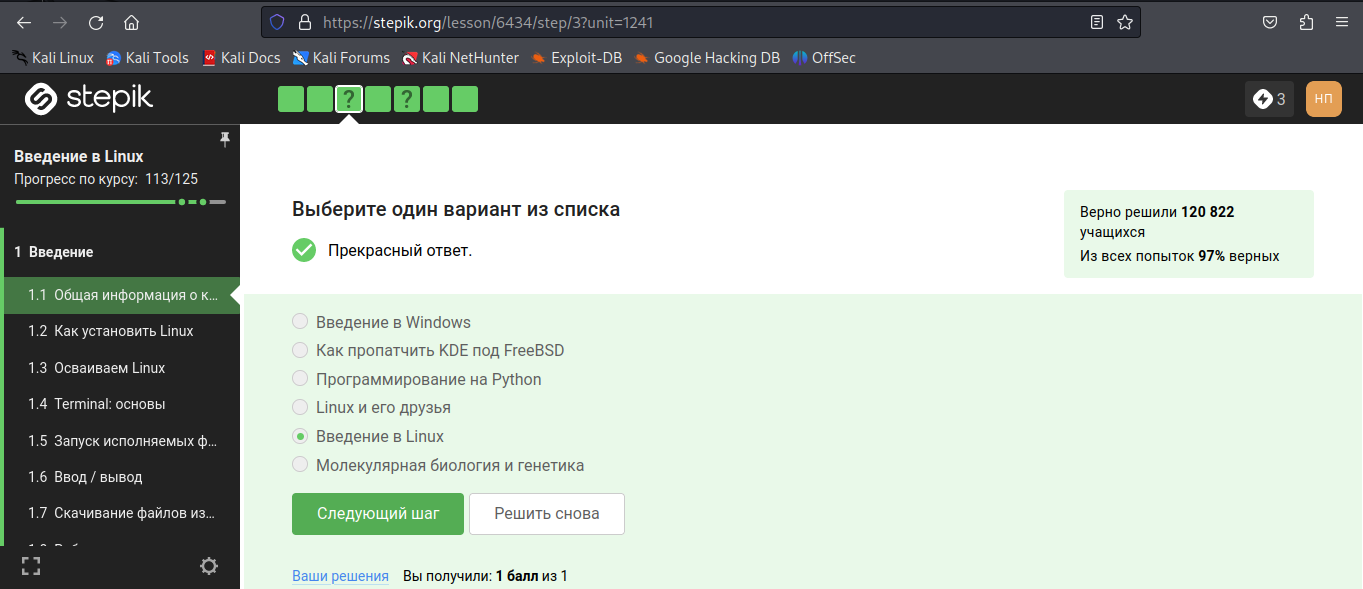 https://stepik.org/lesson/6434/step/3?unit=1241
Kali Linux Kali Tools Kali Docs Kali Forums Kali NetHunter Exploit-DB Google Hacking DB OffSec
stepik
? ?
3
НП
Введение в Linux
Прогресс по курсу: 113/125
1 Введение
1.1 Общая информация о к...
1.2 Как установить Linux
1.3 Осваиваем Linux
1.4 Terminal: основы
1.5 Запуск исполняемых ф...
1.6 Ввод / вывод
1.7 Скачивание файлов из...
Выберите один вариант из списка
Прекрасный ответ.
Верно решили 120 822
учащихся
Из всех попыток 97% верных
Введение в Windows
Как пропатчить KDE под FreeBSD
Программирование на Python
Linux и его друзья
Введение в Linux
Молекулярная биология и генетика
Следующий шаг Решить снова
Ваши решения Вы получили: 1 балл из 1